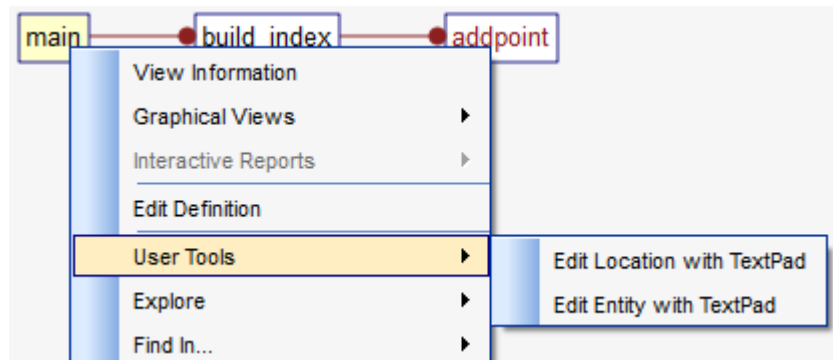 main build_index addpoint
View Information
Graphical Views
Interactive Reports
Edit Definition
User Tools
Edit Location with TextPad
Explore
Edit Entity with TextPad
Find In...